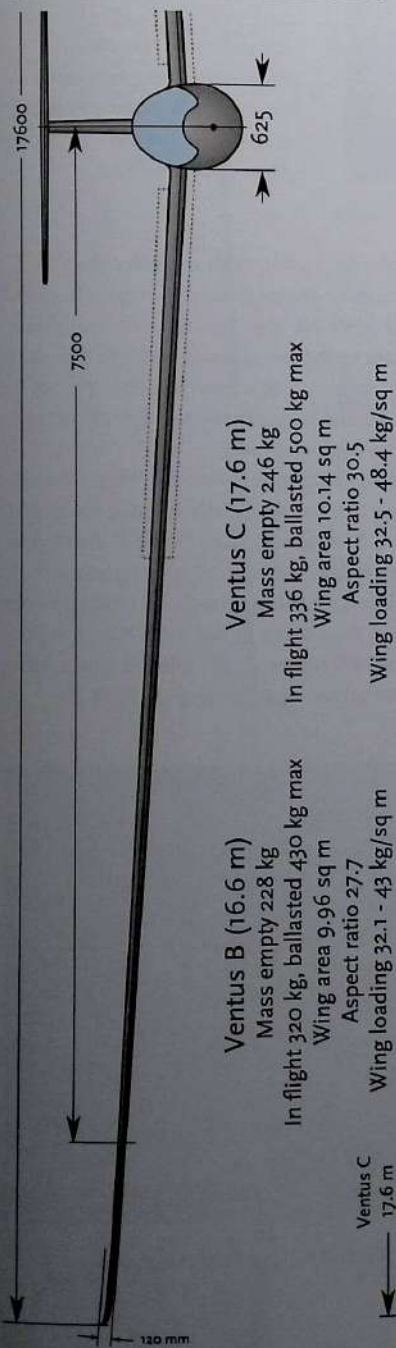 17600
7500
625
120 mm
Ventus B (16.6 m)
Mass empty 228 kg
In flight 320 kg, ballasted 430 kg max
Wing area 9.96 sq m
Aspect ratio 27.7
Wing loading 32.1 - 43 kg/sq m
Ventus C (17.6 m)
Mass empty 246 kg
In flight 336 kg, ballasted 500 kg max
Wing area 10.14 sq m
Aspect ratio 30.5
Wing loading 32.5 - 48.4 kg/sq m
Ventus C
17.6 m